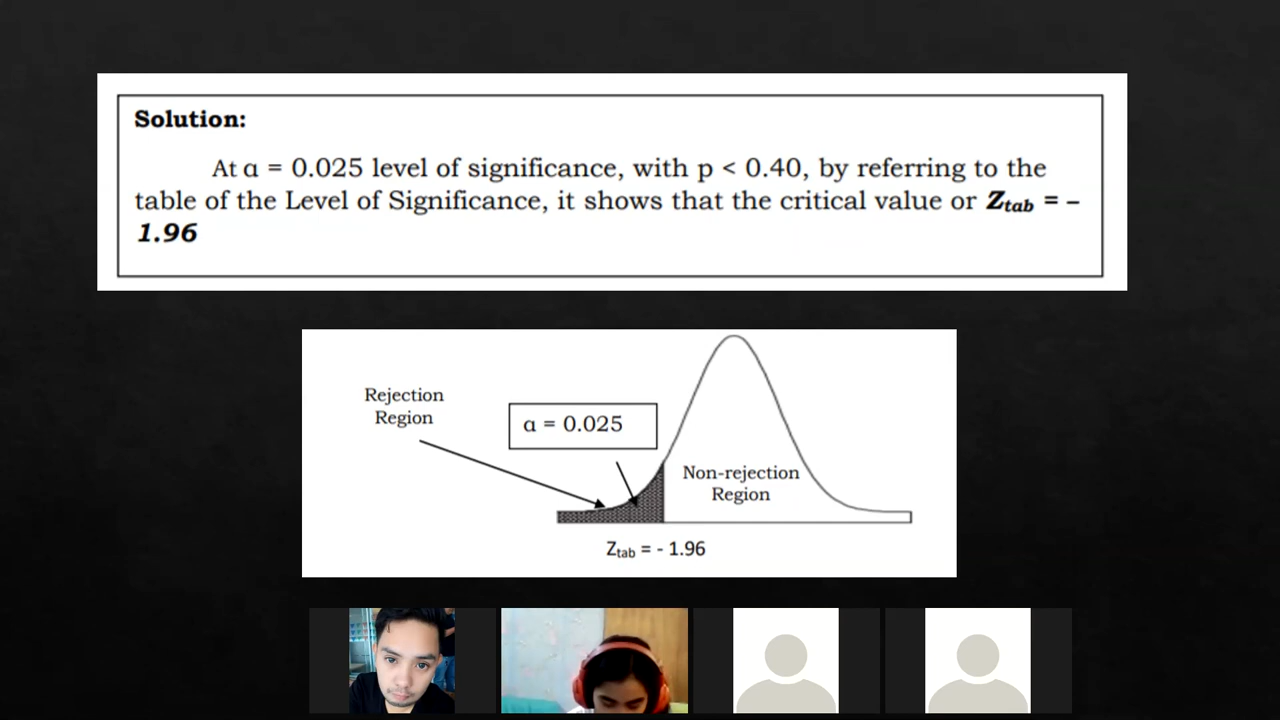 Solution:
At α = 0.025 level of significance, with p < 0.40, by referring to the
table of the Level of Significance, it shows that the critical value or Ztab = –
1.96
Rejection
Region
α = 0.025
Non-rejection
Region
Ztab = - 1.96